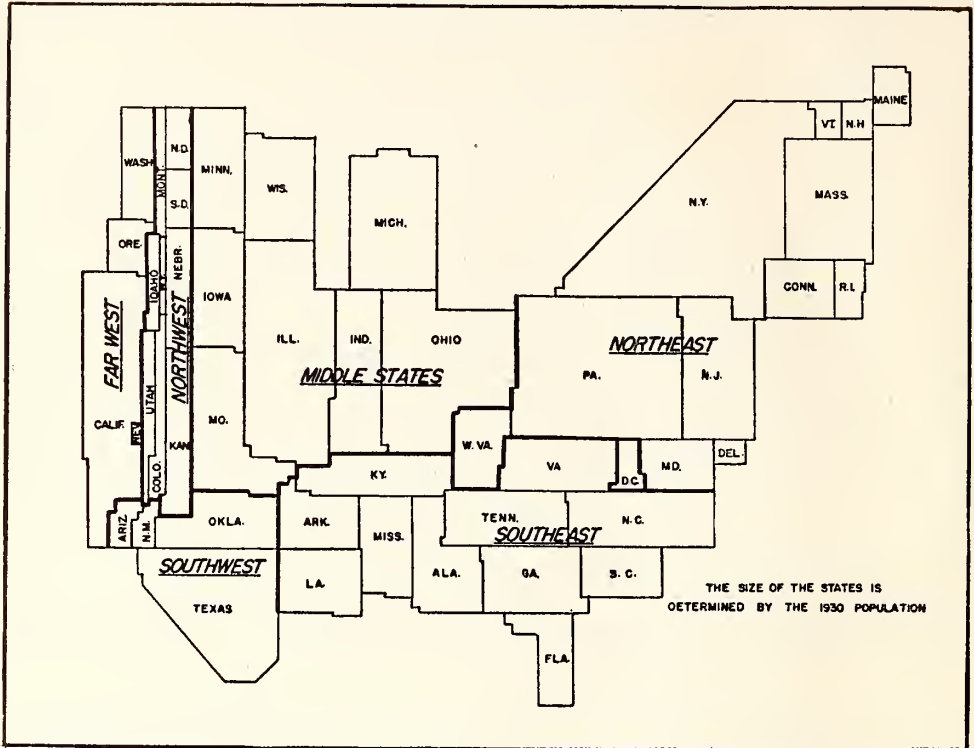 MAINE
VT.
N.H
WASH
MONT.
N.D.
MINN.
WIS.
MICH.
N.Y.
MASS.
S.D.
ORE.
IDAHO
NEBR.
IOWA
CONN.
R.I.
FAR WEST
NORTHWEST
ILL.
IND.
OHIO
NORTHEAST
MIDDLE STATES
PA.
N.J.
UTAH
CALIF.
NEV.
KAN
MO.
W. VA.
DEL.
COLO.
KY.
VA
D.C.
MD.
ARIZ
N.M.
OKLA.
ARK.
MISS.
TENN.
N.C.
SOUTHEAST
SOUTHWEST
LA.
ALA.
GA.
S.C.
TEXAS
THE SIZE OF THE STATES IS
DETERMINED BY THE 1930 POPULATION
FLA.